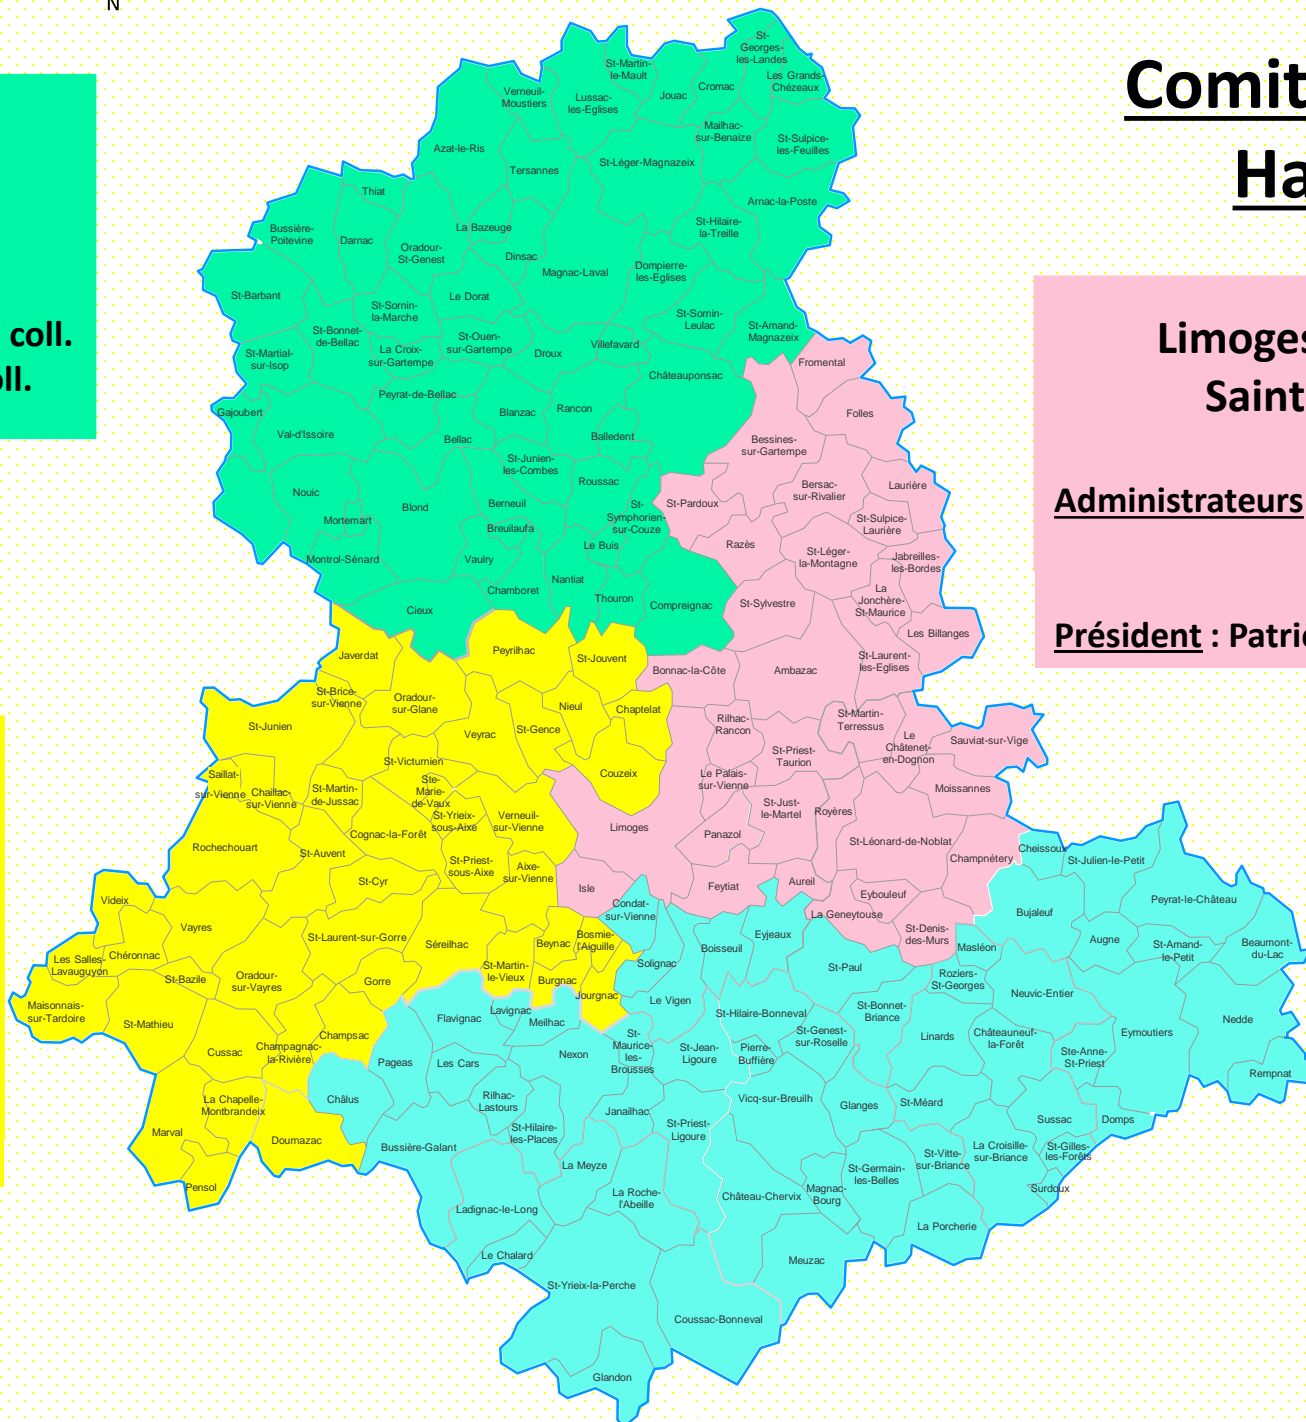 N
Comit
Ha
coll.
oll.
Limoges
Saint
Administrateurs
Président : Patric
St-
Georges-
les-Landes
St-Martin-
le-Mault
Les Grands-
Chézeaux
Cromac
Jouac
Verneuil-
Moustiers
Lussac-
les-Eglises
Mailhac-
sur-Benaize
St-Sulpice-
les-Feuilles
Azat-le-Ris
Tersannes
St-Léger-Magnazeix
Thiat
Arnac-la-Poste
La Bazeuge
St-Hilaire-
la-Treille
Bussière-
Poitevine
Darnac
Oradour-
St-Genest
Dinsac
Magnac-Laval
Dompierre-
les-Eglises
St-Barbant
Le Dorat
St-Sornin-
la-Marche
St-Sornin-
Leulac
St-Bonnet-
de-Bellac
St-Ouen-
sur-Gartempe
St-Amand-
Magnazeix
St-Martial-
sur-Isop
La Croix-
sur-Gartempe
Droux
Villefavard
Fromental
Châteauponsac
Peyrat-de-Bellac
Gajoubert
Blanzac
Rancon
Folles
Val-d'Issoire
Bellac
Balledent
Bessines-
sur-Gartempe
St-Junien-
les-Combes
Roussac
Laurière
Nouic
Bersac-
sur-Rivalier
Blond
Berneuil
St-
Symphorien-
sur-Couze
St-Pardoux
Mortemart
Breuilaufa
St-Sulpice-
Laurière
Le Buis
Razès
Montrol-Sénard
Vaulry
St-Léger-
la-Montagne
Jabreilles-
les-Bordes
Nantiat
Chamboret
Thouron
Compreignac
St-Sylvestre
La
Jonchère-
St-Maurice
Cieux
Les Billanges
Javerdat
Peyrilhac
St-Jouvent
Bonnac-la-Côte
Ambazac
St-Laurent-
les-Eglises
St-Brice-
sur-Vienne
Oradour-
sur-Glane
Nieul
Chaptelat
St-Junien
Veyrac
St-Gence
Rilhac-
Rancon
St-Martin-
Terressus
Le
Châtenet-
en-Dognon
Sauviat-sur-Vige
St-Victurnien
Couzeix
St-Priest-
Taurion
Saillat-
sur-Vienne
Chaillac-
sur-Vienne
St-Martin-
de-Jussac
Ste-
Marie-
de-Vaux
Le Palais-
sur-Vienne
Moissannes
St-Yrieix-
sous-Aixe
Verneuil-
sur-Vienne
St-Just-
le-Martel
Royères
Cognac-la-Forêt
Limoges
Panazol
St-Léonard-de-Noblat
Rochechouart
St-Auvent
Champnétery
Cheissoux
St-Julien-le-Petit
St-Priest-
sous-Aixe
Aixe-
sur-Vienne
St-Cyr
Isle
Feytiat
Aureil
Eybouleuf
Videix
Condat-
sur-Vienne
La Geneytouse
Bujaleuf
Peyrat-le-Château
Vayres
St-Laurent-sur-Gorre
Séreilhac
Beynac
Bosmie-
l'Aiguille
Eyjeaux
St-Denis-
des-Murs
Augne
St-Amand-
le-Petit
Beaumont-
du-Lac
Boisseuil
Masléon
Chéronnac
Les Salles-
Lavauguyon
St-Martin-
le-Vieux
Solignac
St-Paul
Roziers-
St-Georges
St-Bazile
Oradour-
sur-Vayres
Gorre
Burgnac
Jourgnac
Neuvic-Entier
Le Vigen
Maisonnais-
sur-Tardoire
Lavignac
St-Hilaire-Bonneval
St-Bonnet-
Briance
Flavignac
Meilhac
St-Mathieu
Nedde
Champsac
St-Genest-
sur-Roselle
Linards
Châteauneuf-
la-Forêt
Eymoutiers
Cussac
Champagnac-
la-Rivière
St-
Maurice-
les-
Brousses
St-Jean-
Ligoure
Pierre-
Buffière
Ste-Anne-
St-Priest
Pageas
Les Cars
Nexon
Rempnat
Châlus
La Chapelle-
Montbrandeix
Rilhac-
Lastours
Janailhac
Vicq-sur-Breuilh
Glanges
St-Méard
Sussac
Domps
Marval
Dournazac
St-Hilaire-
les-Places
St-Priest-
Ligoure
Bussière-Galant
La Croisille-
sur-Briance
St-Gilles-
les-Forêts
St-Vitte-
sur-Briance
La Meyze
St-Germain-
les-Belles
Pensol
Magnac-
Bourg
Surdoux
La Roche-
l'Abeille
Château-Chervix
Ladignac-le-Long
La Porcherie
Le Chalard
Meuzac
St-Yrieix-la-Perche
Coussac-Bonneval
Glandon